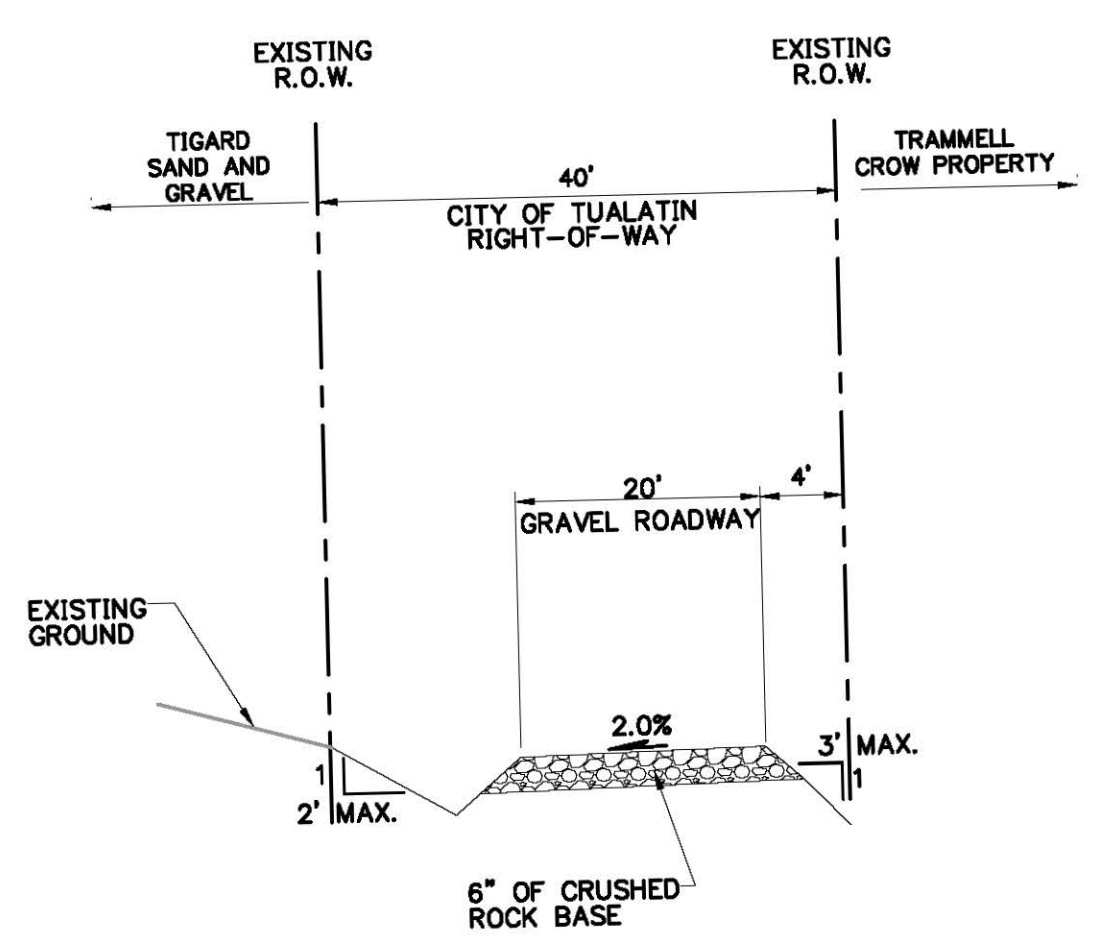 EXISTING
R.O.W.
EXISTING
R.O.W.
TIGARD
SAND AND
GRAVEL
40'
CITY OF TUALATIN
RIGHT-OF-WAY
TRAMMELL
CROW PROPERTY
20'
GRAVEL ROADWAY
4'
EXISTING
GROUND
2.0%
1
2' MAX.
3' MAX.
1
6" OF CRUSHED
ROCK BASE